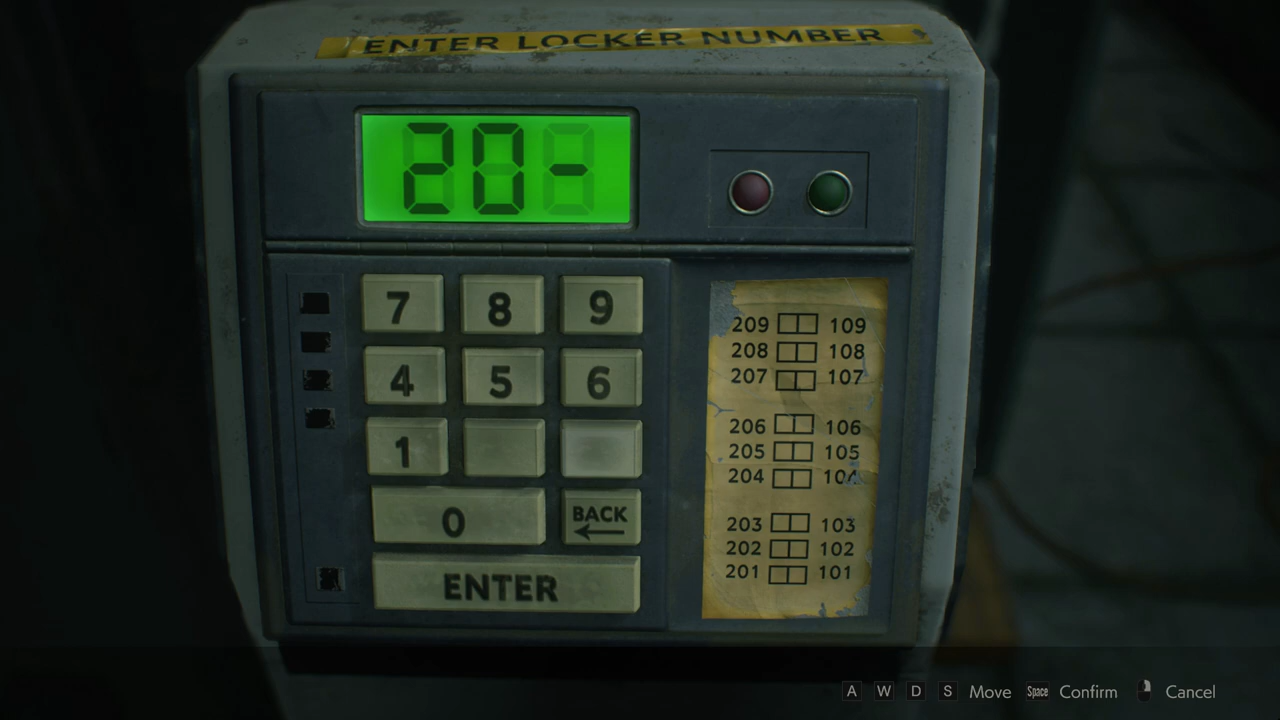 ENTER LOCKER NUMBER
20-
7 8 9
4 5 6
1
0 BACK
ENTER
209 109
208 108
207 107
206 106
205 105
204 104
203 103
202 102
201 101
A W D S Move Space Confirm Cancel